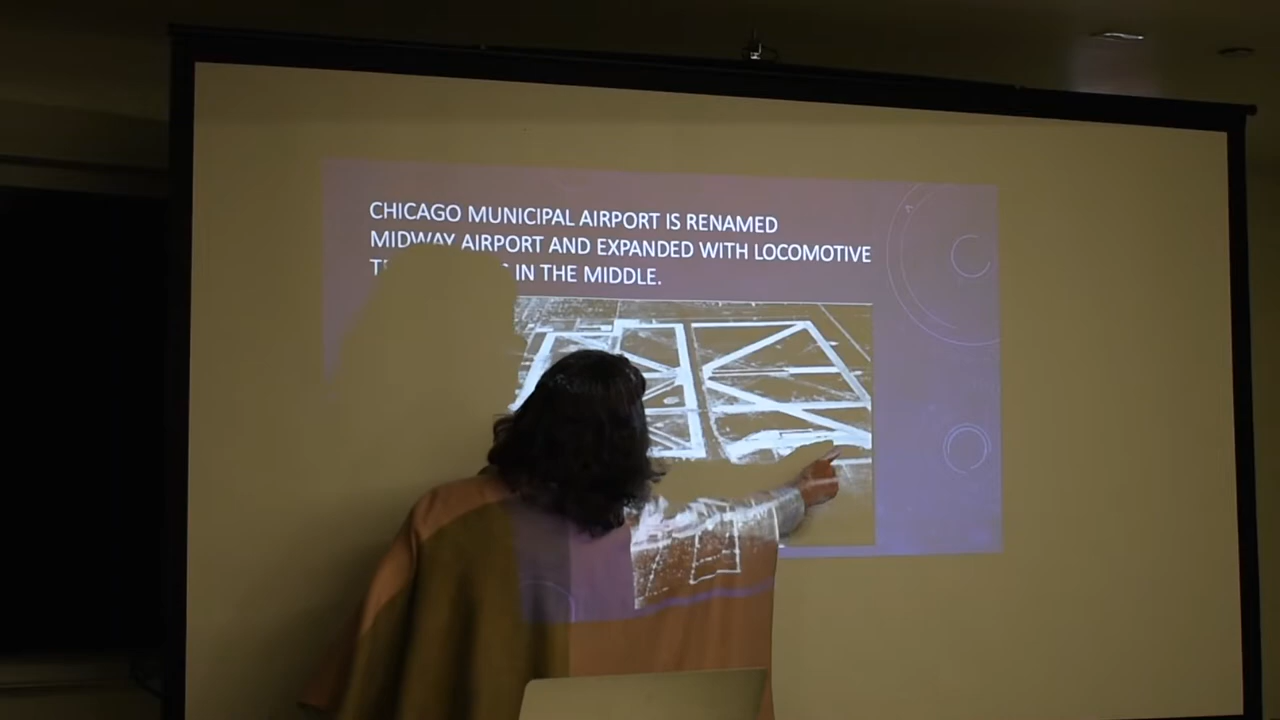 CHICAGO MUNICIPAL AIRPORT IS RENAMED
MIDWAY AIRPORT AND EXPANDED WITH LOCOMOTIVE
IN THE MIDDLE.